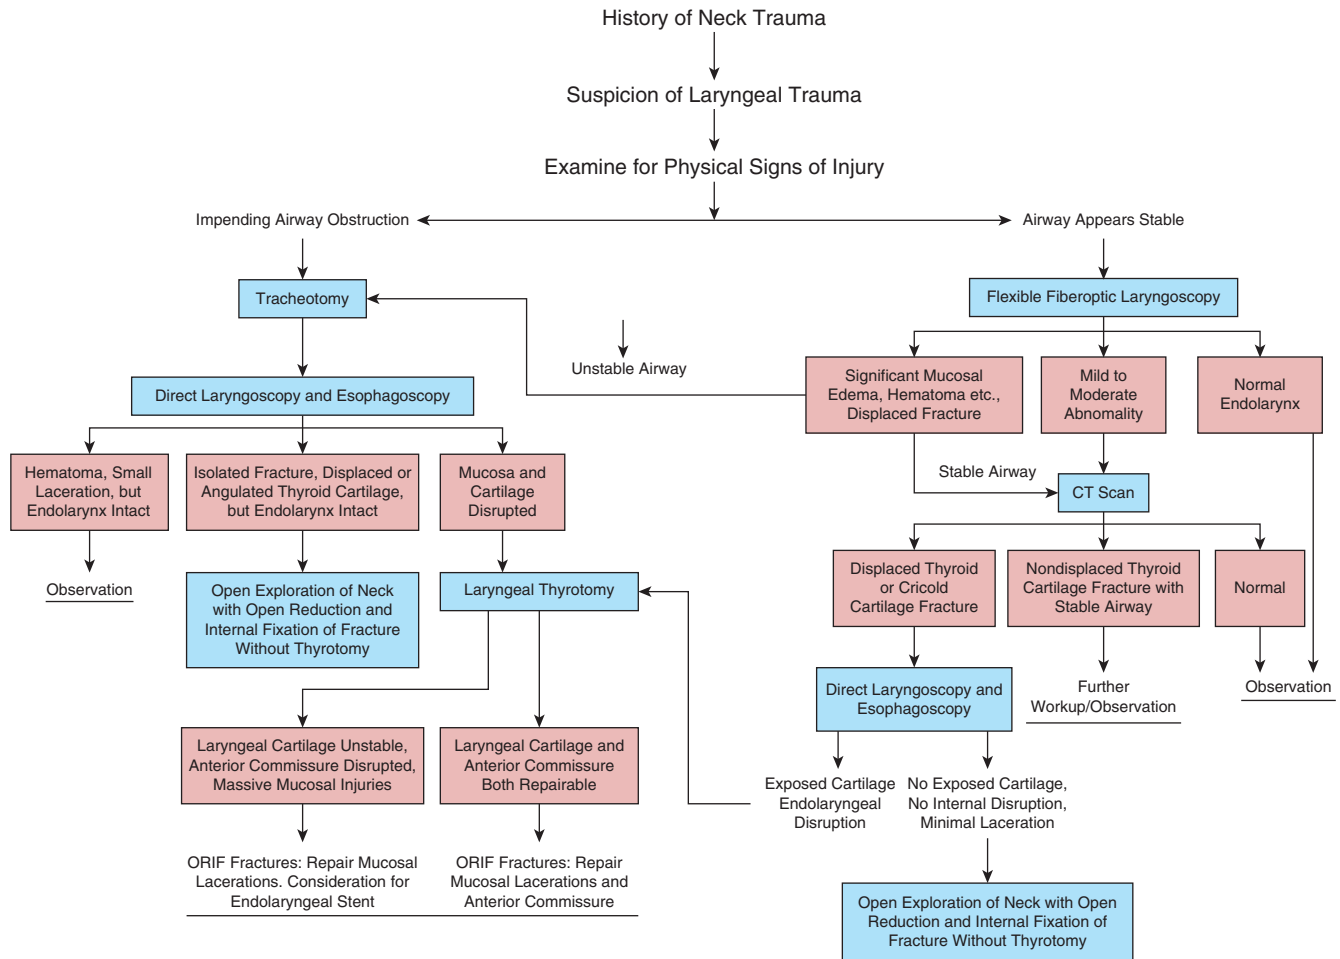 History of Neck Trauma
Suspicion of Laryngeal Trauma
Examine for Physical Signs of Injury
Impending Airway Obstruction
Airway Appears Stable
Tracheotomy
Flexible Fiberoptic Laryngoscopy
Unstable Airway
Direct Laryngoscopy and Esophagoscopy
Significant Mucosal
Edema, Hematoma etc.,
Displaced Fracture
Mild to
Moderate
Abnomality
Normal
Endolarynx
Hematoma, Small
Laceration, but
Endolarynx Intact
Isolated Fracture, Displaced or
Angulated Thyroid Cartilage,
but Endolarynx Intact
Mucosa and
Cartilage
Disrupted
Stable Airway
CT Scan
Observation
Open Exploration of Neck
with Open Reduction and
Internal Fixation of Fracture
Without Thyrotomy
Laryngeal Thyrotomy
Displaced Thyroid
or Cricold
Cartilage Fracture
Nondisplaced Thyroid
Cartilage Fracture with
Stable Airway
Normal
Direct Laryngoscopy and
Esophagoscopy
Further
Workup/Observation
Observation
Laryngeal Cartilage Unstable,
Anterior Commissure Disrupted,
Massive Mucosal Injuries
Laryngeal Cartilage and
Anterior Commissure
Both Repairable
Exposed Cartilage
Endolaryngeal
Disruption
No Exposed Cartilage,
No Internal Disruption,
Minimal Laceration
ORIF Fractures: Repair Mucosal
Lacerations. Consideration for
Endolaryngeal Stent
ORIF Fractures: Repair
Mucosal Lacerations and
Anterior Commissure
Open Exploration of Neck with Open
Reduction and Internal Fixation of
Fracture Without Thyrotomy